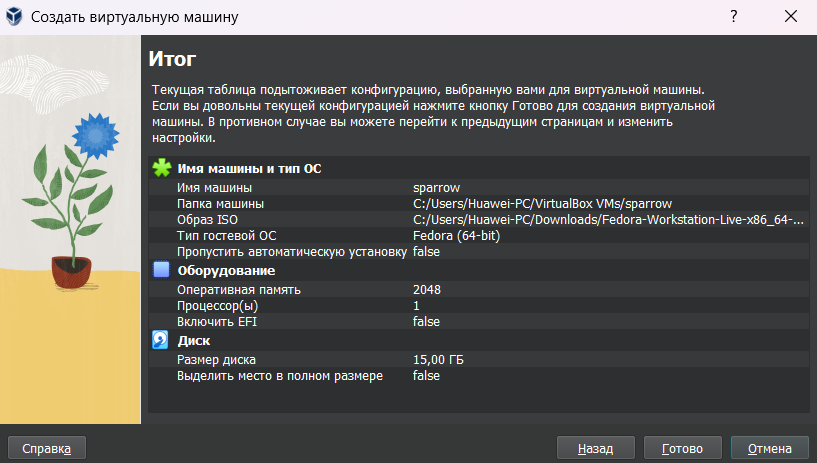 Создать виртуальную машину
?
Итог
Текущая таблица подытоживает конфигурацию, выбранную вами для виртуальной машины.
Если вы довольны текущей конфигурацией нажмите кнопку Готово для создания виртуальной
машины. В противном случае вы можете перейти к предыдущим страницам и изменить
настройки.
Имя машины и тип ОС
Имя машины sparrow
Папка машины C:/Users/Huawei-PC/VirtualBox VMs/sparrow
Образ ISO C:/Users/Huawei-PC/Downloads/Fedora-Workstation-Live-x86_64-...
Тип гостевой ОС Fedora (64-bit)
Пропустить автоматическую установку false
Оборудование
Оперативная память 2048
Процессор(ы) 1
Включить EFI false
Диск
Размер диска 15,00 ГБ
Выделить место в полном размере false
Справка Назад Готово Отмена